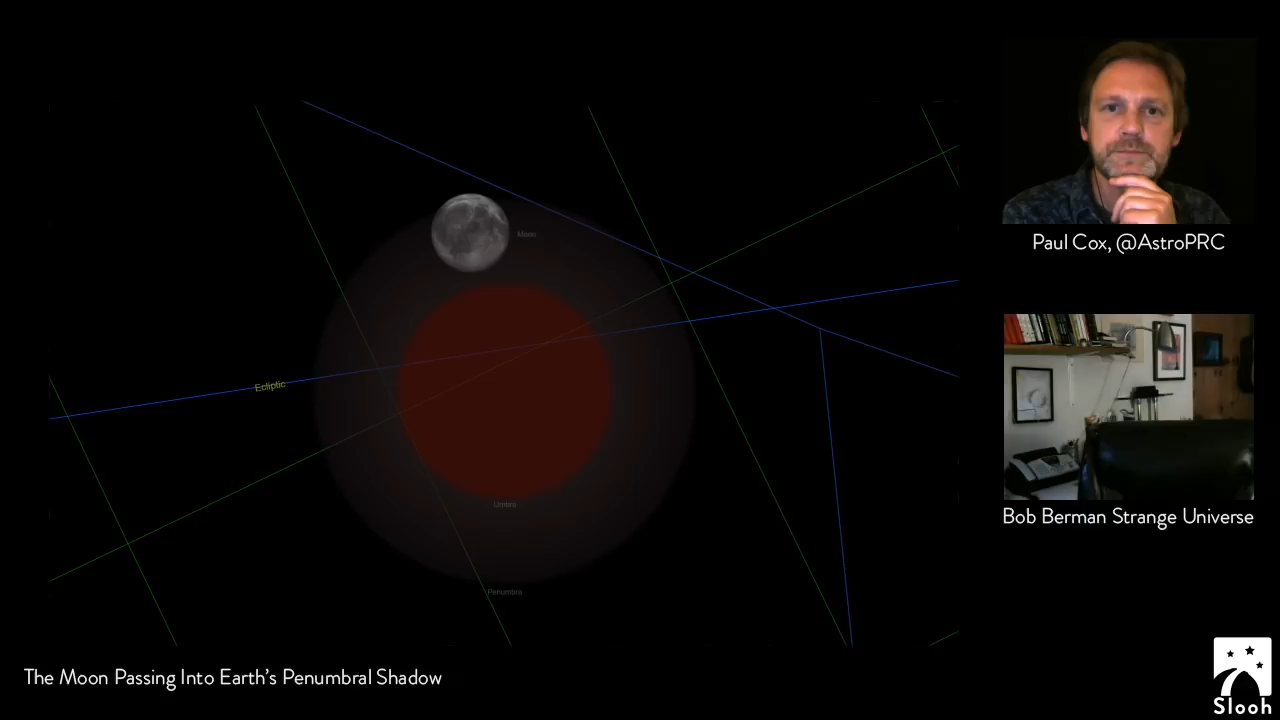 Moon
Ecliptic
Umbra
Penumbra
The Moon Passing Into Earth's Penumbral Shadow
Paul Cox, @AstroPRC
Bob Berman Strange Universe
Slooh